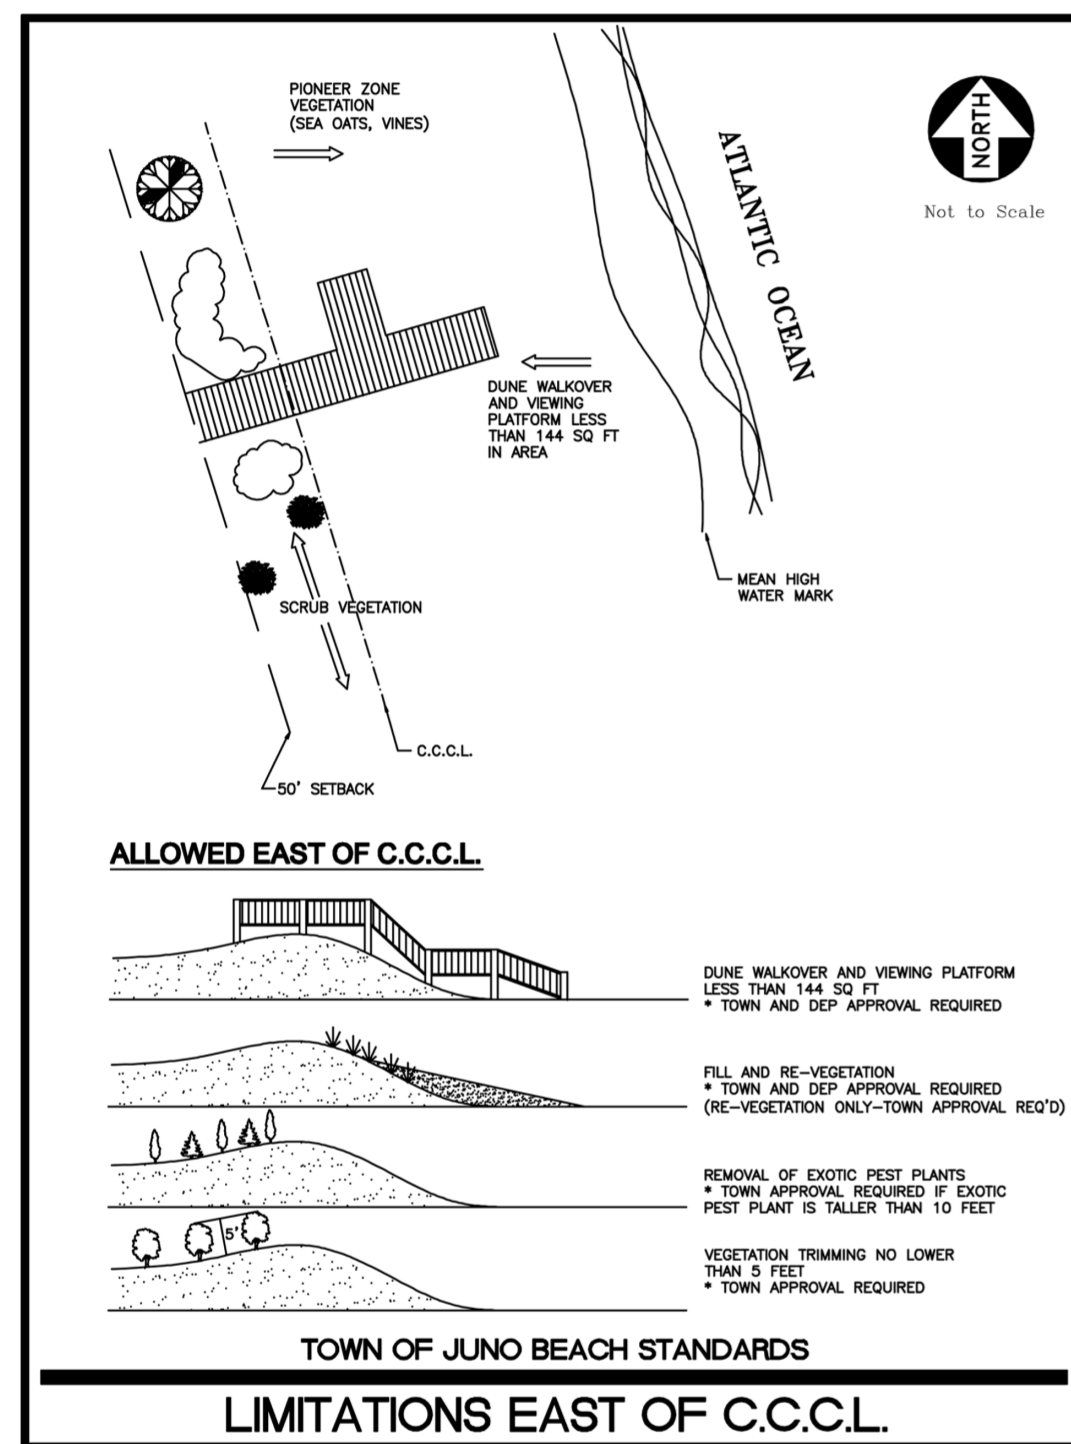 PIONEER ZONE
VEGETATION
(SEA OATS, VINES)
NORTH
Not to Scale
ATLANTIC OCEAN
DUNE WALKOVER
AND VIEWING
PLATFORM LESS
THAN 144 SQ FT
IN AREA
MEAN HIGH
WATER MARK
SCRUB VEGETATION
C.C.C.L.
50' SETBACK
ALLOWED EAST OF C.C.C.L.
DUNE WALKOVER AND VIEWING PLATFORM
LESS THAN 144 SQ FT
* TOWN AND DEP APPROVAL REQUIRED
FILL AND RE-VEGETATION
* TOWN AND DEP APPROVAL REQUIRED
(RE-VEGETATION ONLY-TOWN APPROVAL REQ'D)
REMOVAL OF EXOTIC PEST PLANTS
* TOWN APPROVAL REQUIRED IF EXOTIC
PEST PLANT IS TALLER THAN 10 FEET
5'
VEGETATION TRIMMING NO LOWER
THAN 5 FEET
* TOWN APPROVAL REQUIRED
TOWN OF JUNO BEACH STANDARDS
LIMITATIONS EAST OF C.C.C.L.